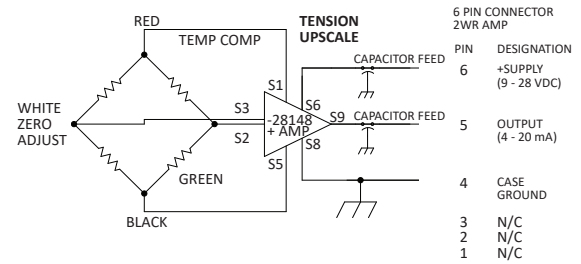 RED
TEMP COMP
TENSION
UPSCALE
6 PIN CONNECTOR
2WR AMP
PIN DESIGNATION
CAPACITOR FEED
6 +SUPPLY
(9 - 28 VDC)
S1
S6
WHITE
ZERO
ADJUST
S3
-28148
+ AMP
S9
CAPACITOR FEED
5 OUTPUT
(4 - 20 mA)
S2
S8
S5
GREEN
4 CASE
GROUND
BLACK
3 N/C
2 N/C
1 N/C